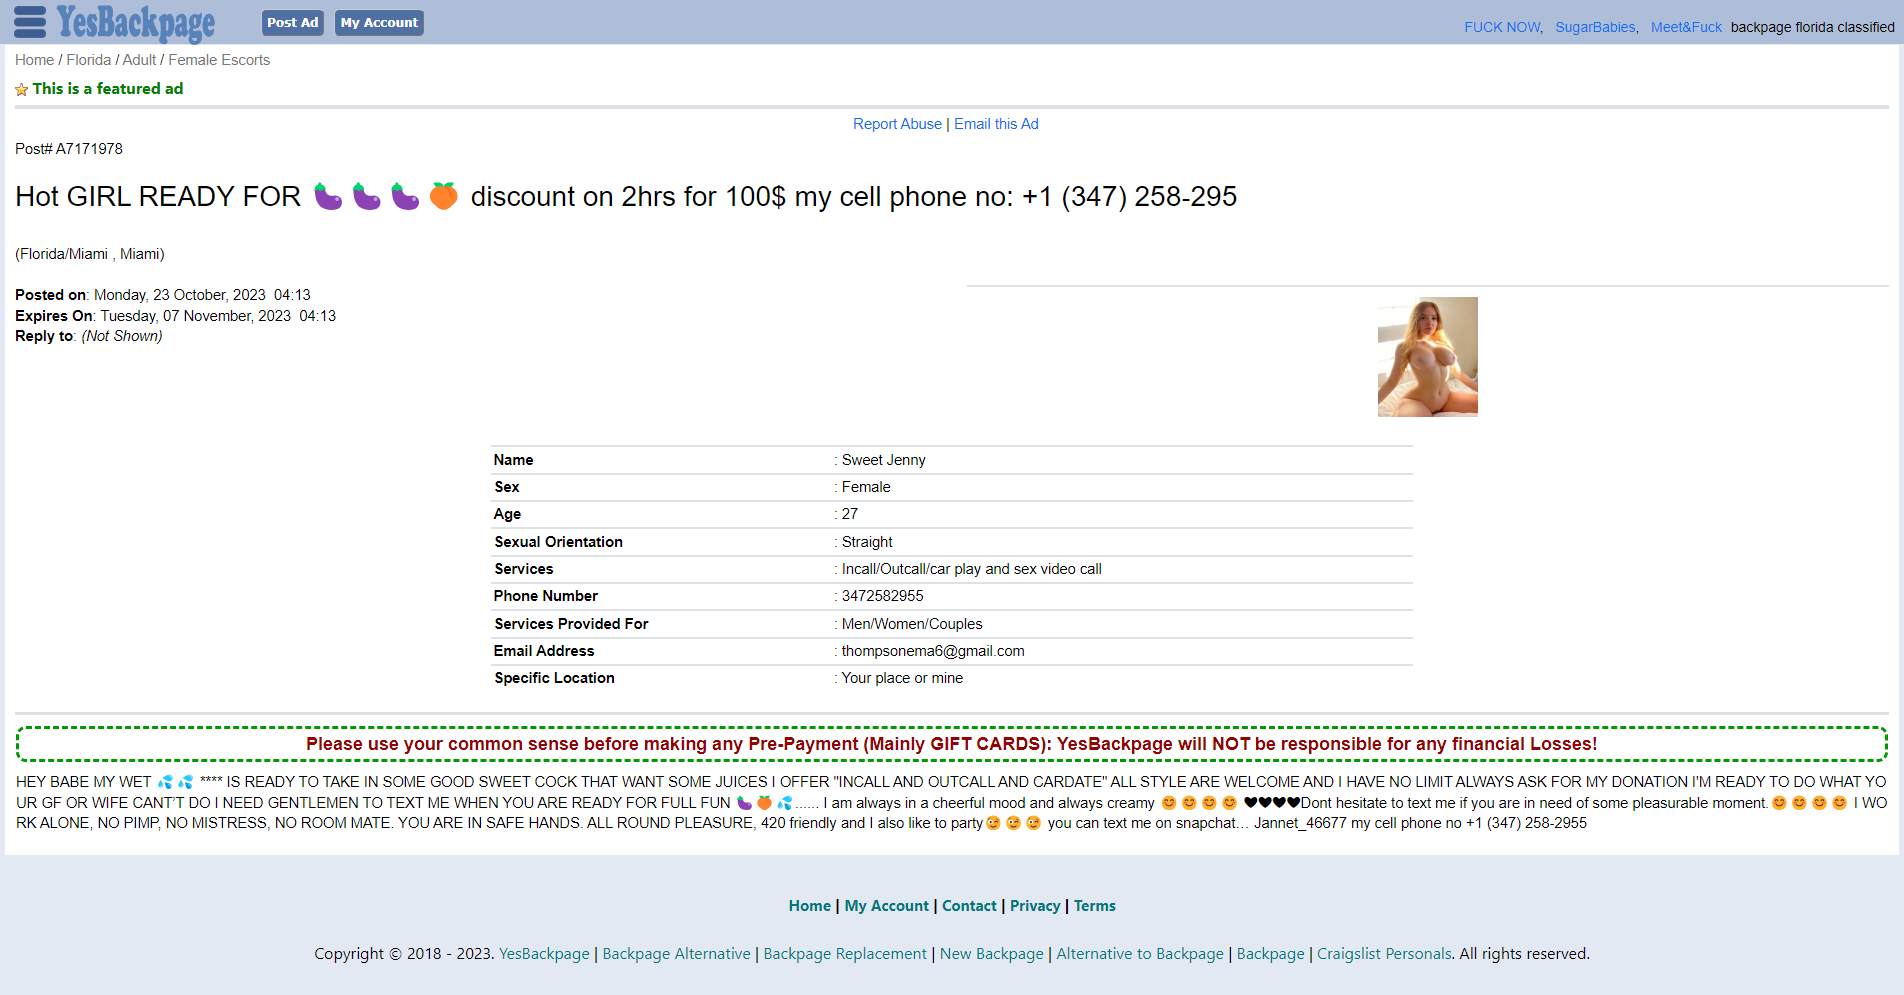 YesBackpage
Post Ad
My Account
FUCK NOW, SugarBabies, Meet&Fuck backpage florida classified
Home / Florida / Adult / Female Escorts
This is a featured ad
Report Abuse | Email this Ad
Post# A7171978
Hot GIRL READY FOR 🍆🍆🍆🍑 discount on 2hrs for 100$ my cell phone no: +1 (347) 258-295
(Florida/Miami , Miami)
Posted on: Monday, 23 October, 2023 04:13
Expires On: Tuesday, 07 November, 2023 04:13
Reply to: (Not Shown)
Name : Sweet Jenny
Sex : Female
Age : 27
Sexual Orientation : Straight
Services : Incall/Outcall/car play and sex video call
Phone Number : 3472582955
Services Provided For : Men/Women/Couples
Email Address : thompsonema6@gmail.com
Specific Location : Your place or mine
Please use your common sense before making any Pre-Payment (Mainly GIFT CARDS): YesBackpage will NOT be responsible for any financial Losses!
HEY BABE MY WET 💦💦 **** IS READY TO TAKE IN SOME GOOD SWEET COCK THAT WANT SOME JUICES I OFFER "INCALL AND OUTCALL AND CARDATE" ALL STYLE ARE WELCOME AND I HAVE NO LIMIT ALWAYS ASK FOR MY DONATION I'M READY TO DO WHAT YO
UR GF OR WIFE CANT'T DO I NEED GENTLEMEN TO TEXT ME WHEN YOU ARE READY FOR FULL FUN 🍆🍑💦...... I am always in a cheerful mood and always creamy 😊😊😊😊 ♥♥♥♥Dont hesitate to text me if you are in need of some pleasurable moment.😊😊😊😊 I WO
RK ALONE, NO PIMP, NO MISTRESS, NO ROOM MATE. YOU ARE IN SAFE HANDS. ALL ROUND PLEASURE, 420 friendly and I also like to party😉😉😉 you can text me on snapchat… Jannet_46677 my cell phone no +1 (347) 258-2955
Home | My Account | Contact | Privacy | Terms
Copyright © 2018 - 2023. YesBackpage | Backpage Alternative | Backpage Replacement | New Backpage | Alternative to Backpage | Backpage | Craigslist Personals. All rights reserved.